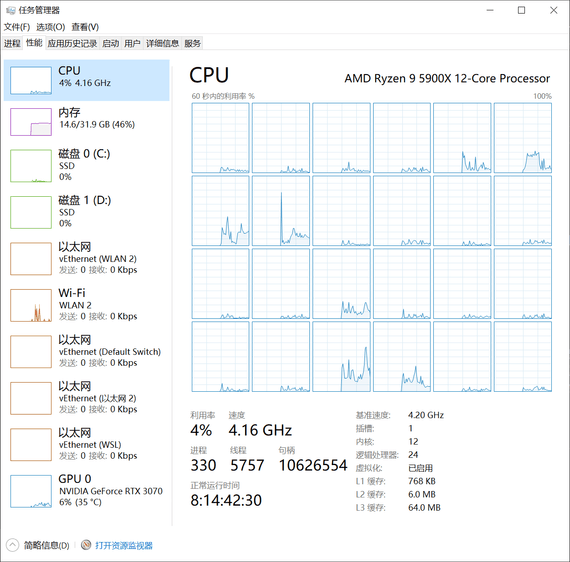 任务管理器
文件(F) 选项(O) 查看(V)
进程 性能 应用历史记录 启动 用户 详细信息 服务
CPU
4% 4.16 GHz
内存
14.6/31.9 GB (46%)
磁盘 0 (C:)
SSD
0%
磁盘 1 (D:)
SSD
0%
以太网
vEthernet (WLAN 2)
发送: 0 接收: 0 Kbps
Wi-Fi
WLAN 2
发送: 0 接收: 0 Kbps
以太网
vEthernet (Default Switch)
发送: 0 接收: 0 Kbps
以太网
vEthernet (以太网 2)
发送: 0 接收: 0 Kbps
以太网
vEthernet (WSL)
发送: 0 接收: 0 Kbps
GPU 0
NVIDIA GeForce RTX 3070
6% (35 °C)
CPU
AMD Ryzen 9 5900X 12-Core Processor
60 秒内的利用率 %
100%
利用率 速度
4% 4.16 GHz
进程 线程 句柄
330 5757 10626554
正常运行时间
8:14:42:30
基准速度: 4.20 GHz
插槽: 1
内核: 12
逻辑处理器: 24
虚拟化: 已启用
L1 缓存: 768 KB
L2 缓存: 6.0 MB
L3 缓存: 64.0 MB
简略信息(D) 打开资源监视器